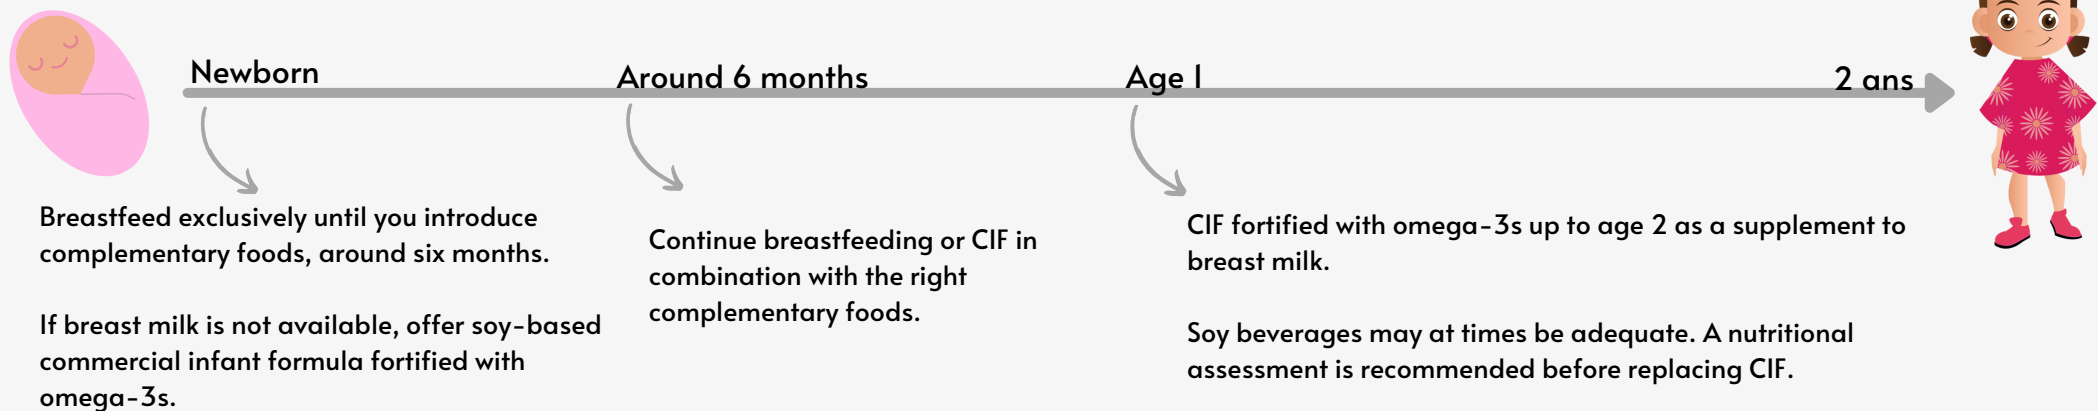 Newborn
Around 6 months
Age 1
2 ans
Breastfeed exclusively until you introduce
complementary foods, around six months.
If breast milk is not available, offer soy-based
commercial infant formula fortified with
omega-3s.
Continue breastfeeding or CIF in
combination with the right
complementary foods.
CIF fortified with omega-3s up to age 2 as a supplement to
breast milk.
Soy beverages may at times be adequate. A nutritional
assessment is recommended before replacing CIF.